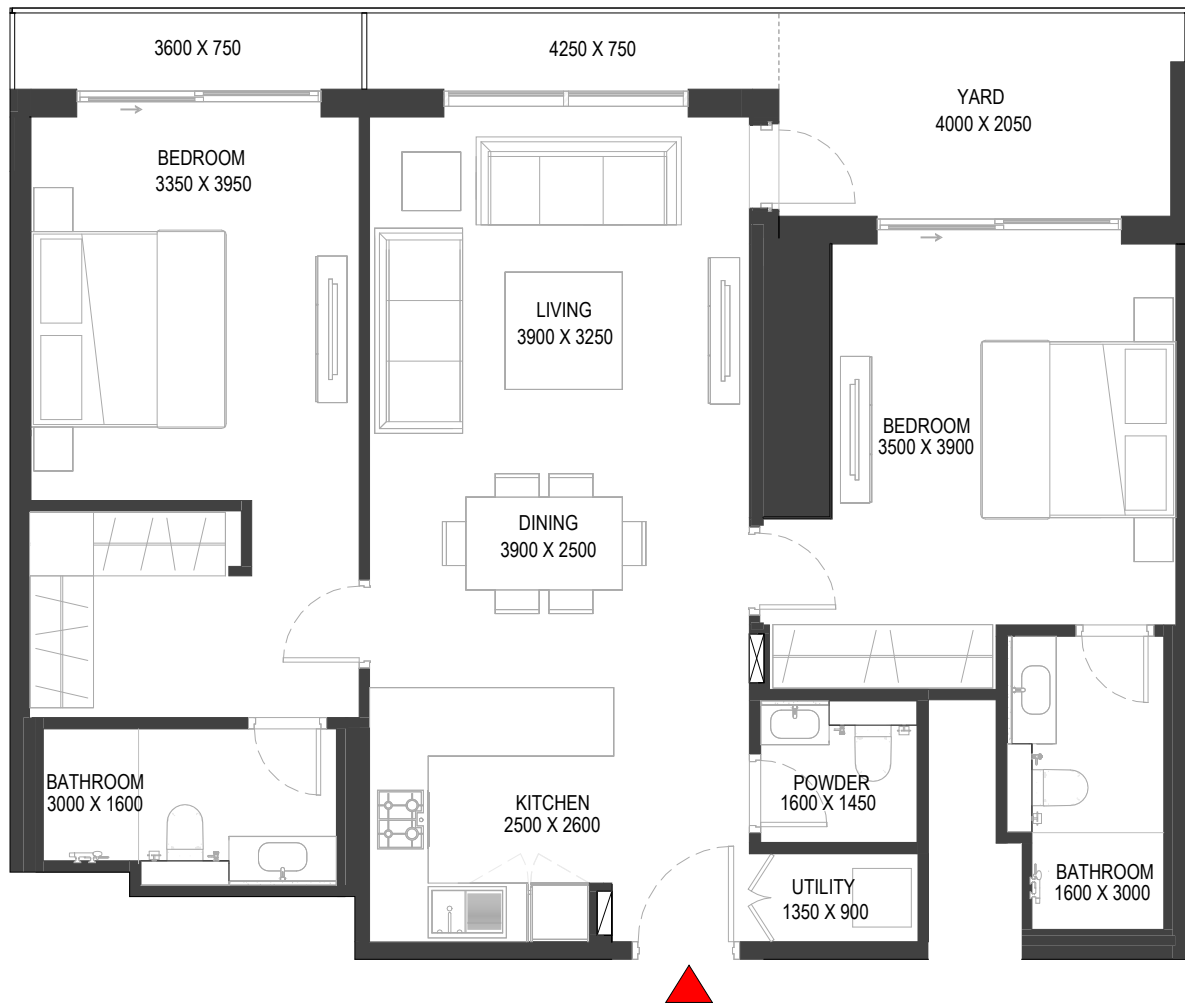 3600 X 750
4250 X 750
YARD
4000 X 2050
BEDROOM
3350 X 3950
LIVING
3900 X 3250
BEDROOM
3500 X 3900
DINING
3900 X 2500
BATHROOM
3000 X 1600
KITCHEN
2500 X 2600
POWDER
1600 X 1450
UTILITY
1350 X 900
BATHROOM
1600 X 3000